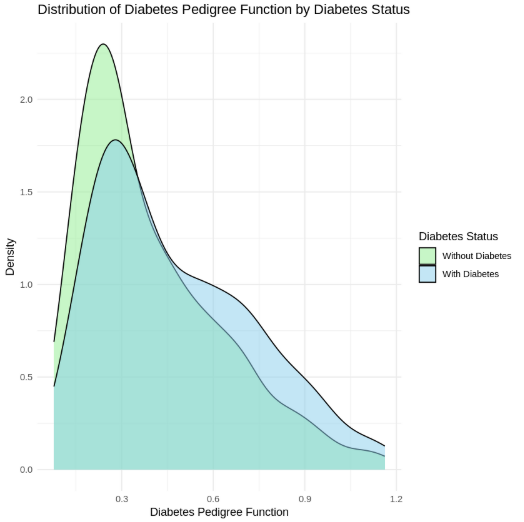 Distribution of Diabetes Pedigree Function by Diabetes Status
2.0
1.5
1.0
0.5
0.0
Density
0.3 0.6 0.9 1.2
Diabetes Pedigree Function
Diabetes Status
Without Diabetes
With Diabetes